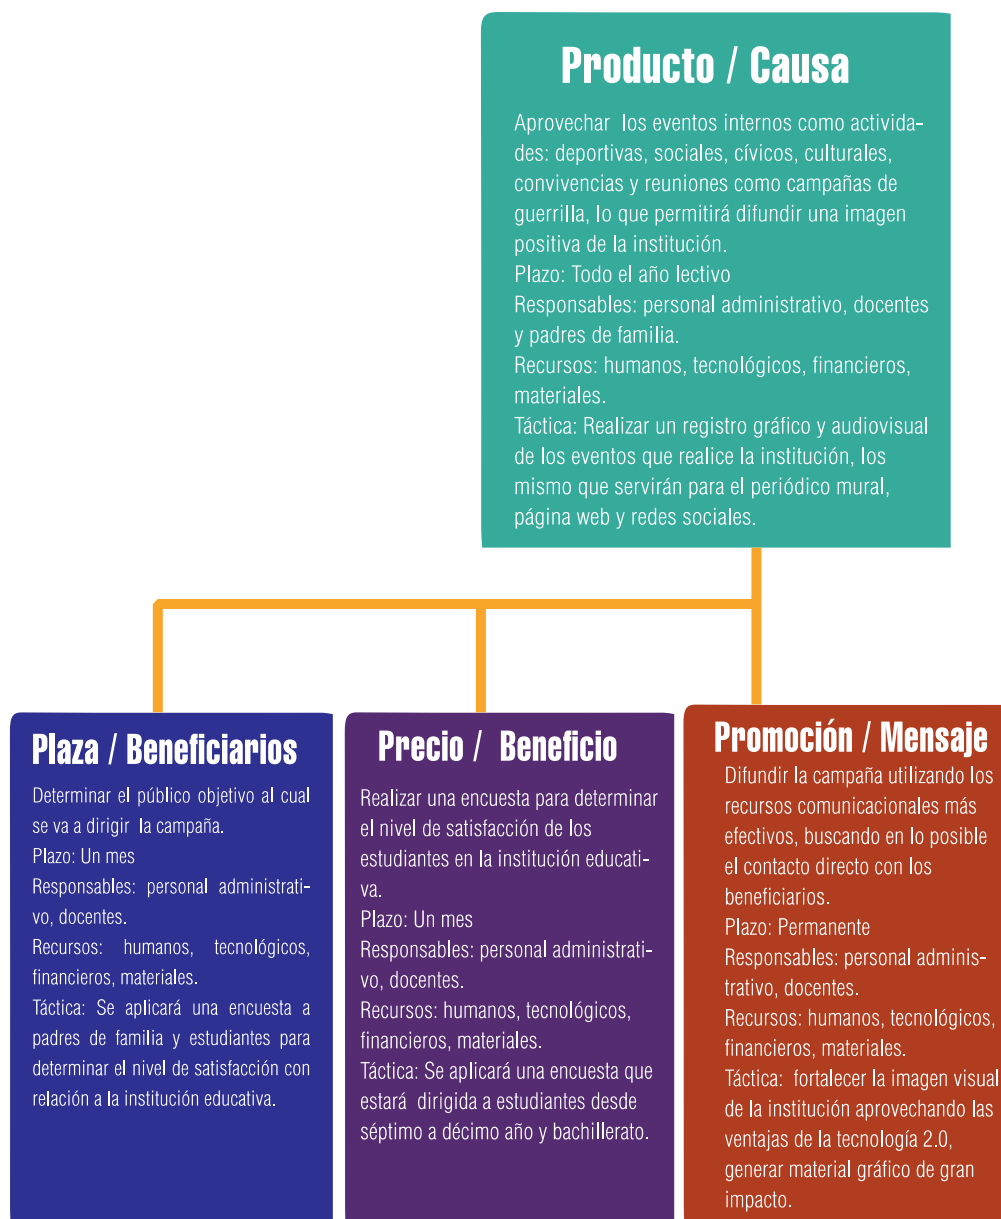 Producto / Causa
Aprovechar los eventos internos como activida-
des: deportivas, sociales, cívicos, culturales,
convivencias y reuniones como campañas de
guerrilla, lo que permitirá difundir una imagen
positiva de la institución.
Plazo: Todo el año lectivo
Responsables: personal administrativo, docentes
y padres de familia.
Recursos: humanos, tecnológicos, financieros,
materiales.
Táctica: Realizar un registro gráfico y audiovisual
de los eventos que realice la institución, los
mismo que servirán para el periódico mural,
página web y redes sociales.
Plaza / Beneficiarios
Determinar el público objetivo al cual
se va a dirigir la campaña.
Plazo: Un mes
Responsables: personal administrati-
vo, docentes.
Recursos: humanos, tecnológicos,
financieros, materiales.
Táctica: Se aplicará una encuesta a
padres de familia y estudiantes para
determinar el nivel de satisfacción con
relación a la institución educativa.
Precio / Beneficio
Realizar una encuesta para determinar
el nivel de satisfacción de los
estudiantes en la institución educati-
va.
Plazo: Un mes
Responsables: personal administrati-
vo, docentes.
Recursos: humanos, tecnológicos,
financieros, materiales.
Táctica: Se aplicará una encuesta que
estará dirigida a estudiantes desde
séptimo a décimo año y bachillerato.
Promoción / Mensaje
Difundir la campaña utilizando los
recursos comunicacionales más
efectivos, buscando en lo posible
el contacto directo con los
beneficiarios.
Plazo: Permanente
Responsables: personal adminis-
trativo, docentes.
Recursos: humanos, tecnológicos,
financieros, materiales.
Táctica: fortalecer la imagen visual
de la institución aprovechando las
ventajas de la tecnología 2.0,
generar material gráfico de gran
impacto.